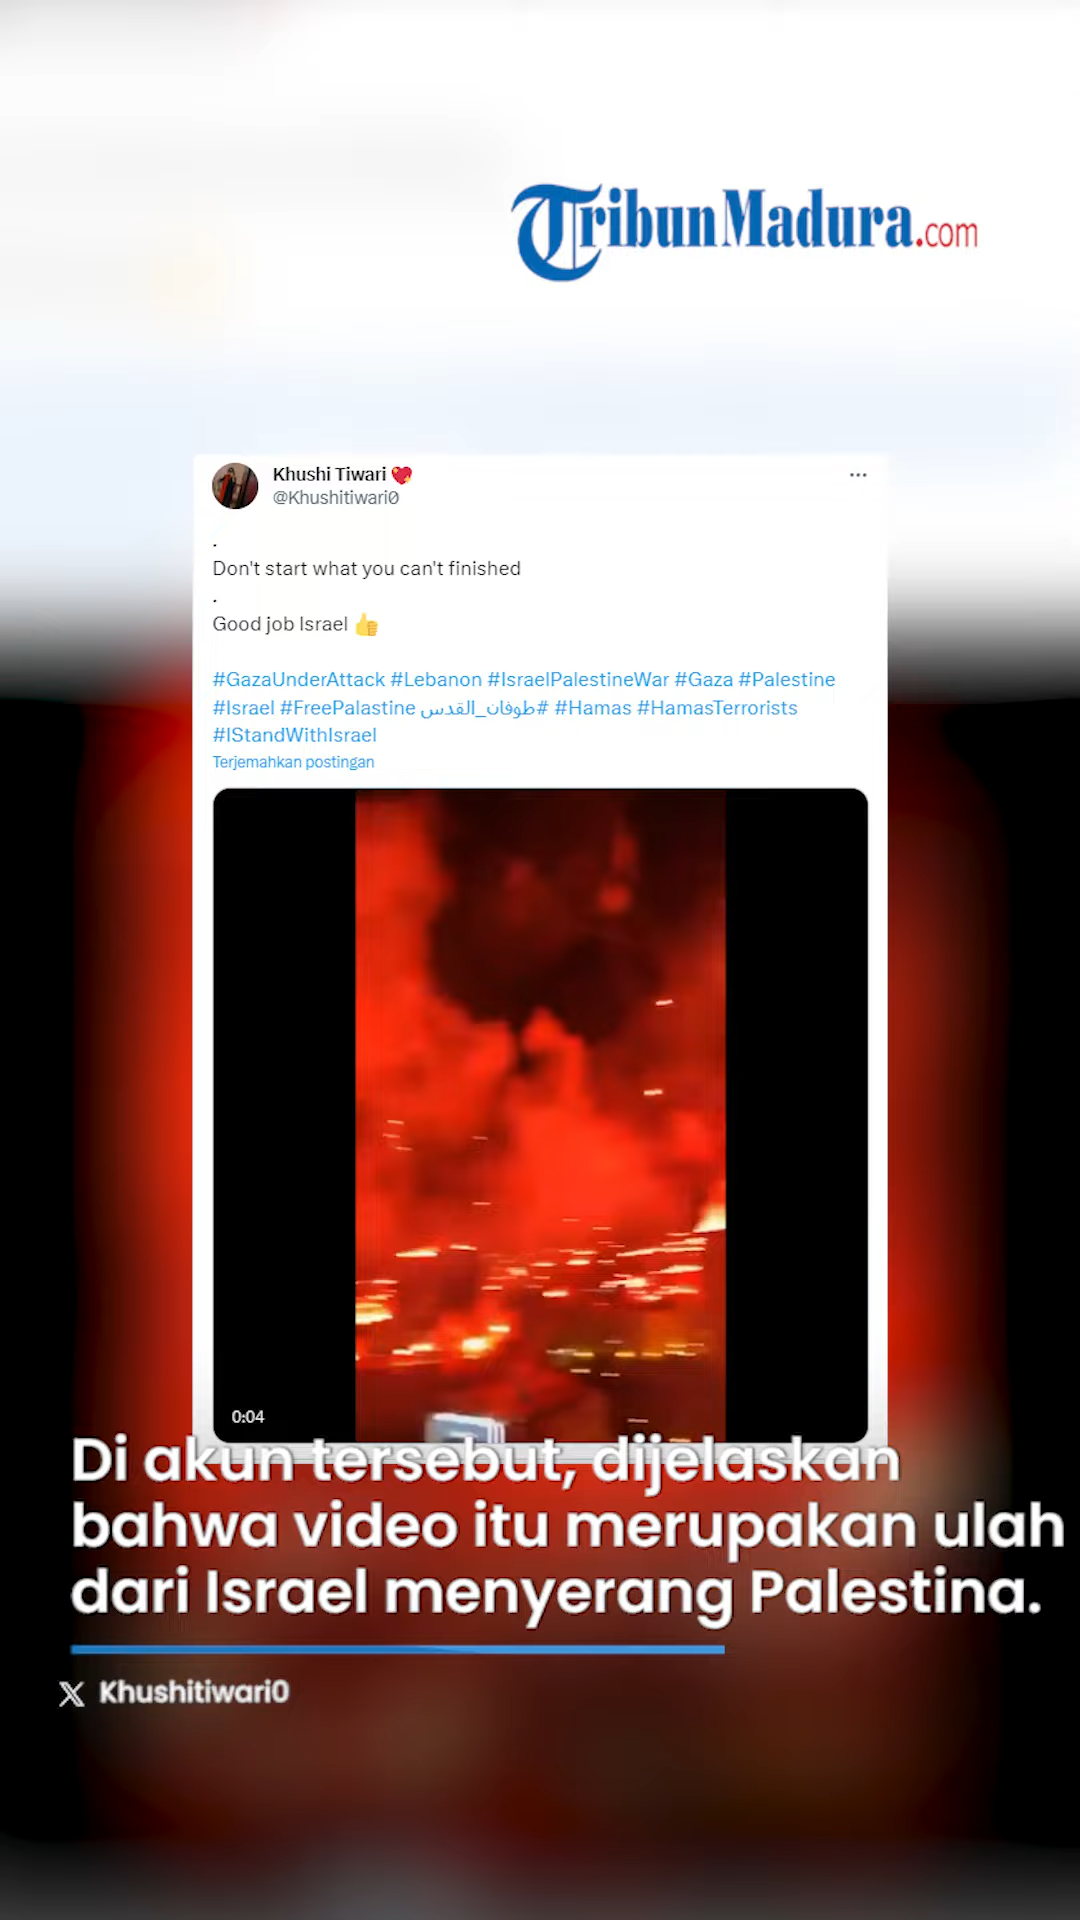 TribunMadura.com
Khushi Tiwari 💖
@Khushitiwari0
.
Don't start what you can't finished
.
Good job Israel 👍
#GazaUnderAttack #Lebanon #IsraelPalestineWar #Gaza #Palestine
#Israel #FreePalastine #طوفان_القدس #Hamas #HamasTerrorists
#IStandWithIsrael
Terjemahkan postingan
0:04
Di akun tersebut, dijelaskan
bahwa video itu merupakan ulah
dari Israel menyerang Palestina.
X Khushitiwari0